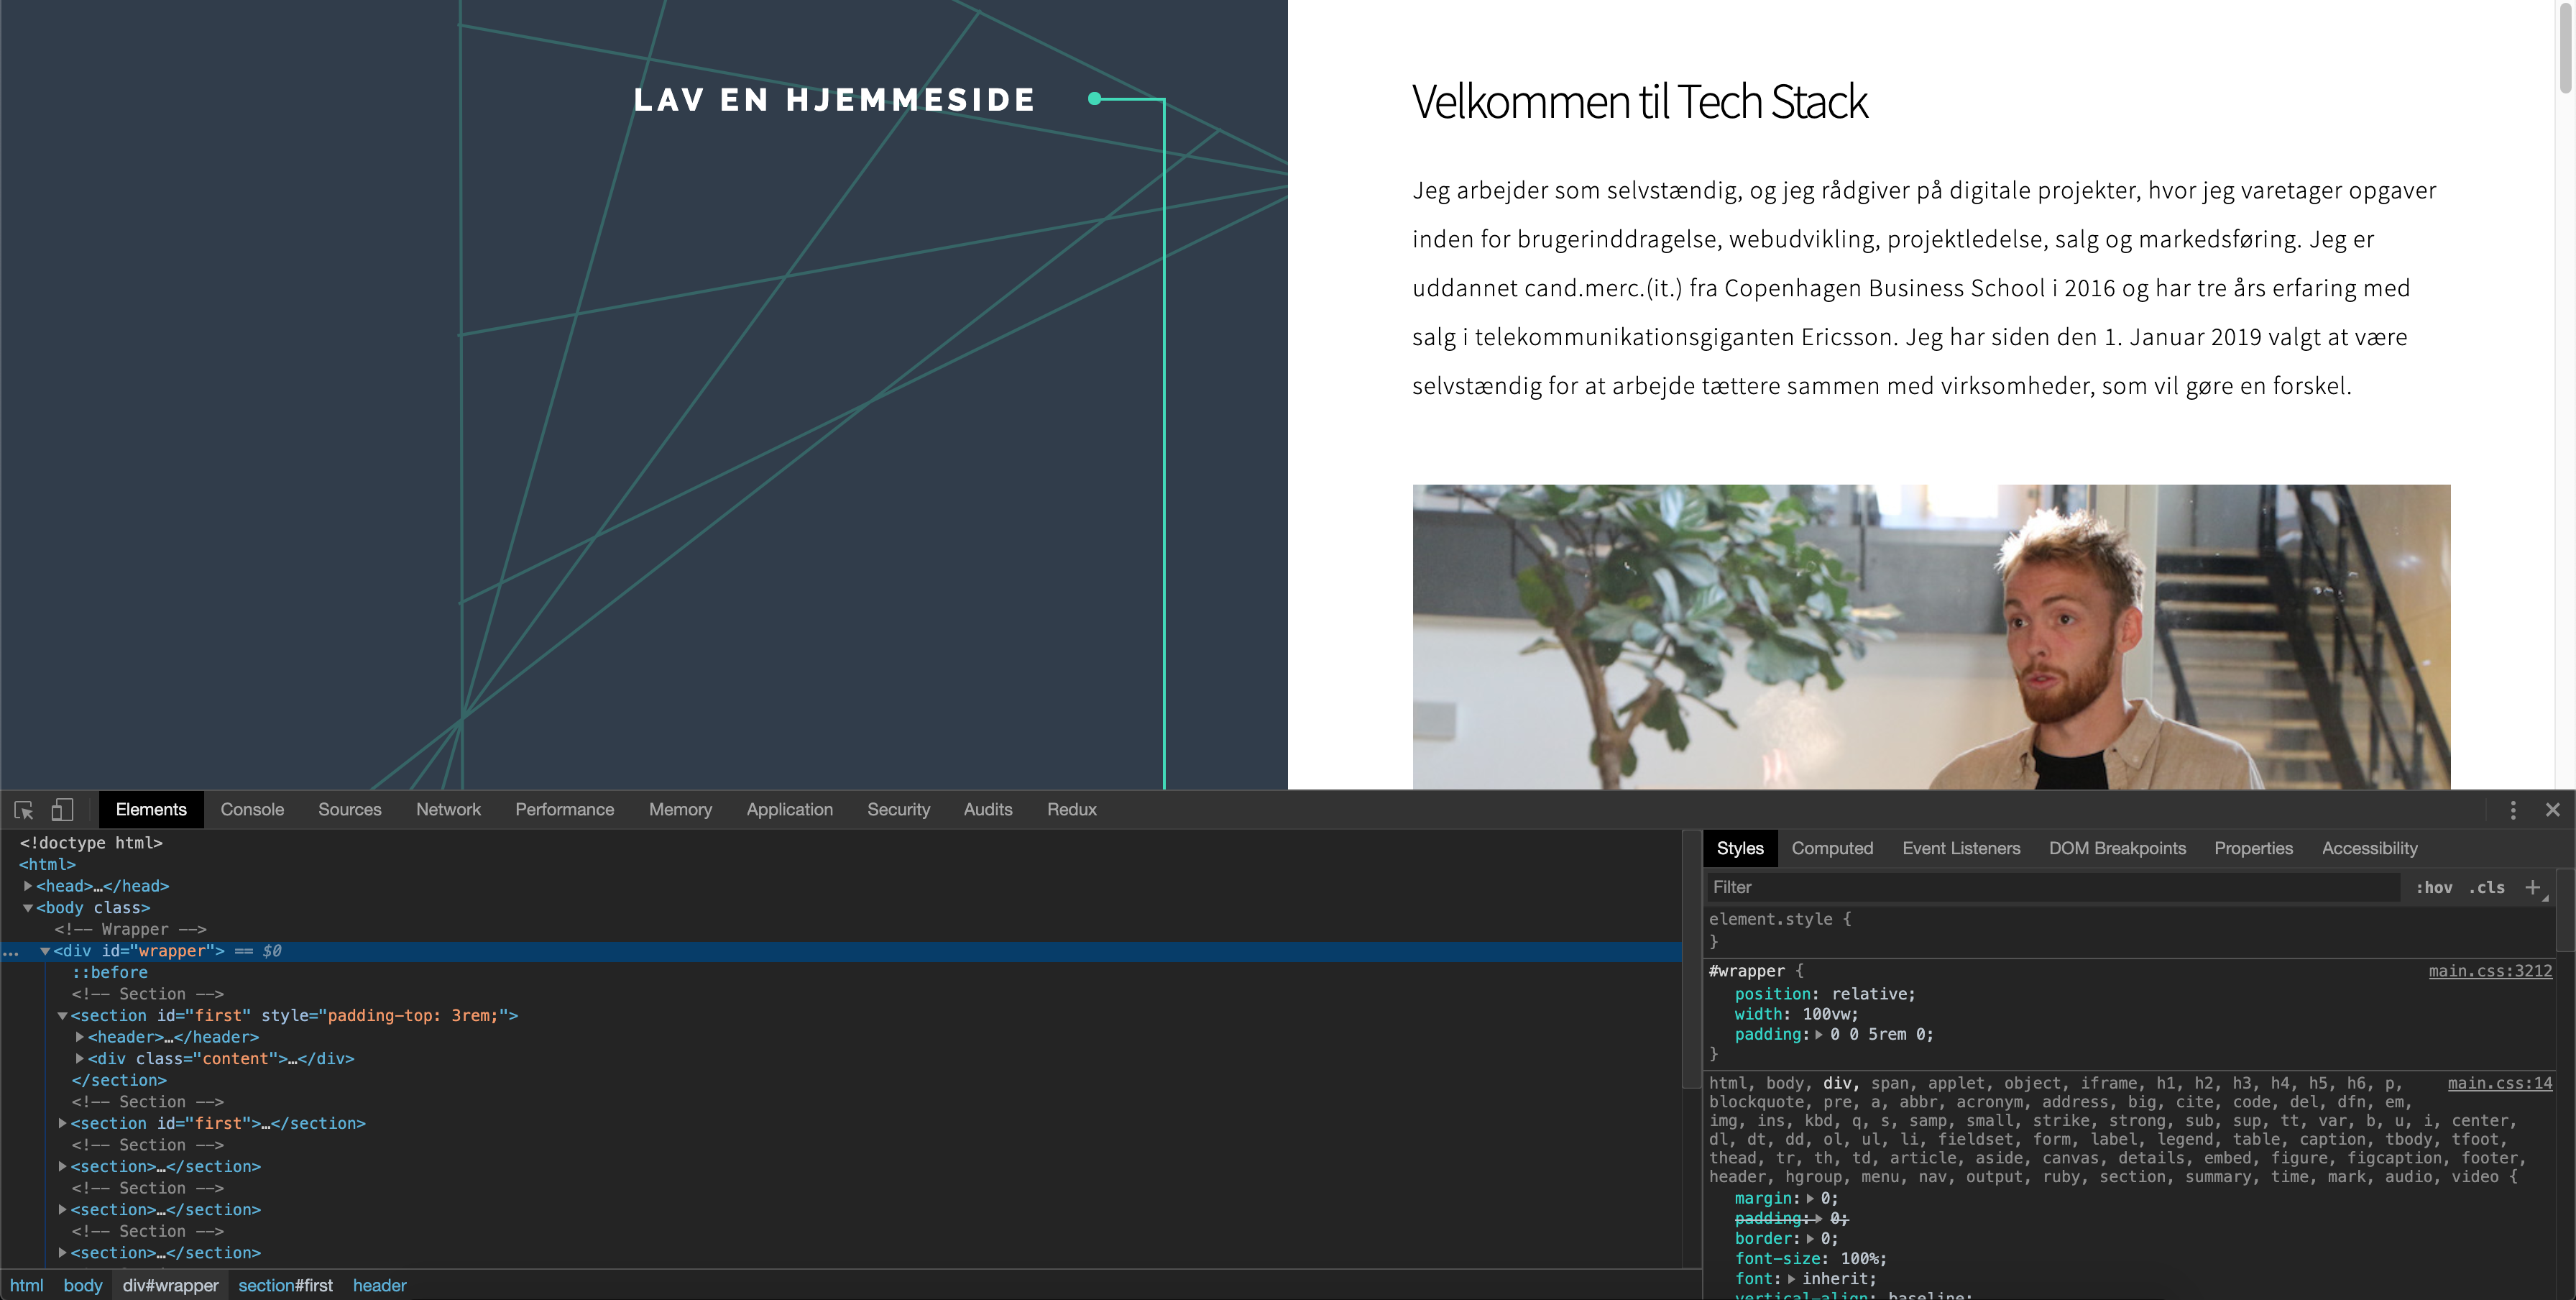 LAV EN HJEMMESIDE
Velkommen til Tech Stack
Jeg arbejder som selvstændig, og jeg rådgiver på digitale projekter, hvor jeg varetager opgaver
inden for brugerinddragelse, webudvikling, projektledelse, salg og markedsføring. Jeg er
uddannet cand.merc.(it.) fra Copenhagen Business School i 2016 og har tre års erfaring med
salg i telekommunikationsgiganten Ericsson. Jeg har siden den 1. Januar 2019 valgt at være
selvstændig for at arbejde tættere sammen med virksomheder, som vil gøre en forskel.
Elements Console Sources Network Performance Memory Application Security Audits Redux
<!doctype html>
<html>
<head>…</head>
<body class>
<!-- Wrapper -->
… <div id="wrapper"> == $0
::before
<!-- Section -->
<section id="first" style="padding-top: 3rem;">
<header>…</header>
<div class="content">…</div>
</section>
<!-- Section -->
<section id="first">…</section>
<!-- Section -->
<section>…</section>
<!-- Section -->
<section>…</section>
<!-- Section -->
<section>…</section>
html body div#wrapper section#first header
Styles Computed Event Listeners DOM Breakpoints Properties Accessibility
Filter :hov .cls +
element.style {
}
#wrapper { main.css:3212
position: relative;
width: 100vw;
padding: 0 0 5rem 0;
}
html, body, div, span, applet, object, iframe, h1, h2, h3, h4, h5, h6, p, main.css:14
blockquote, pre, a, abbr, acronym, address, big, cite, code, del, dfn, em,
img, ins, kbd, q, s, samp, small, strike, strong, sub, sup, tt, var, b, u, i, center,
dl, dt, dd, ol, ul, li, fieldset, form, label, legend, table, caption, tbody, tfoot,
thead, tr, th, td, article, aside, canvas, details, embed, figure, figcaption, footer,
header, hgroup, menu, nav, output, ruby, section, summary, time, mark, audio, video {
margin: 0;
padding: 0;
border: 0;
font-size: 100%;
font: inherit;
vertical-align: baseline;